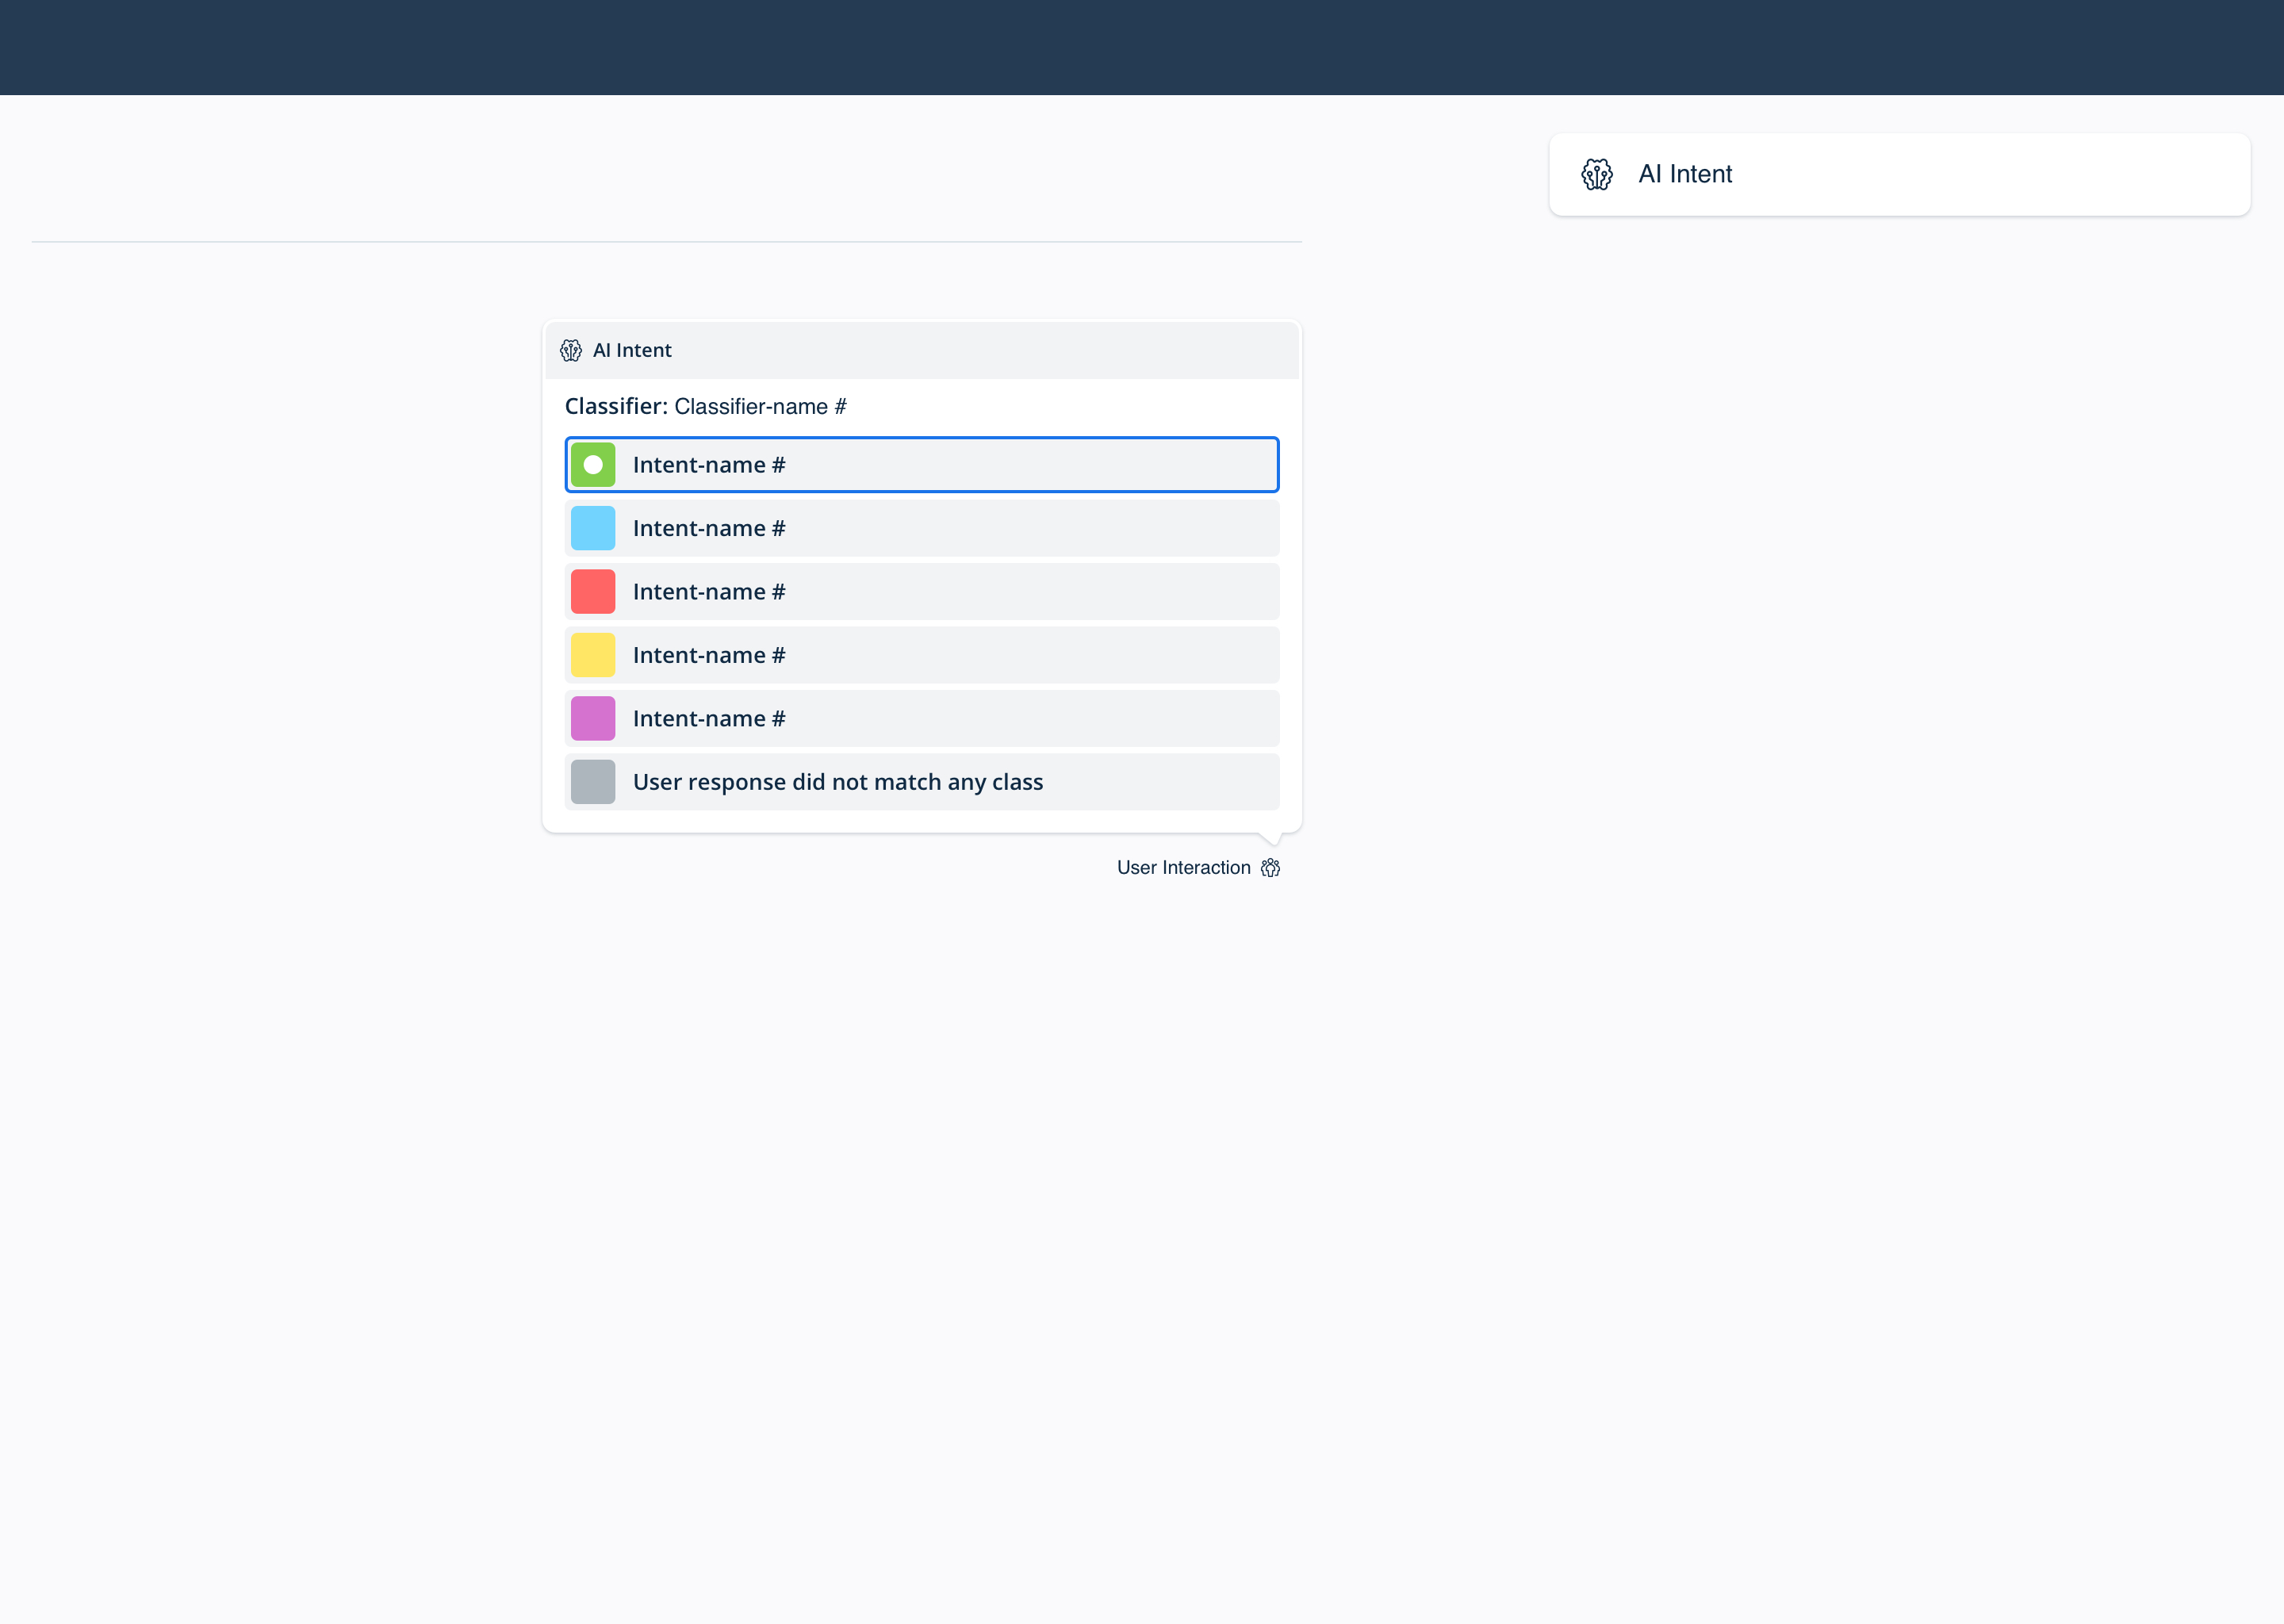 AI Intent
AI Intent
Classifier: Classifier-name #
Intent-name #
Intent-name #
Intent-name #
Intent-name #
Intent-name #
User response did not match any class
User Interaction